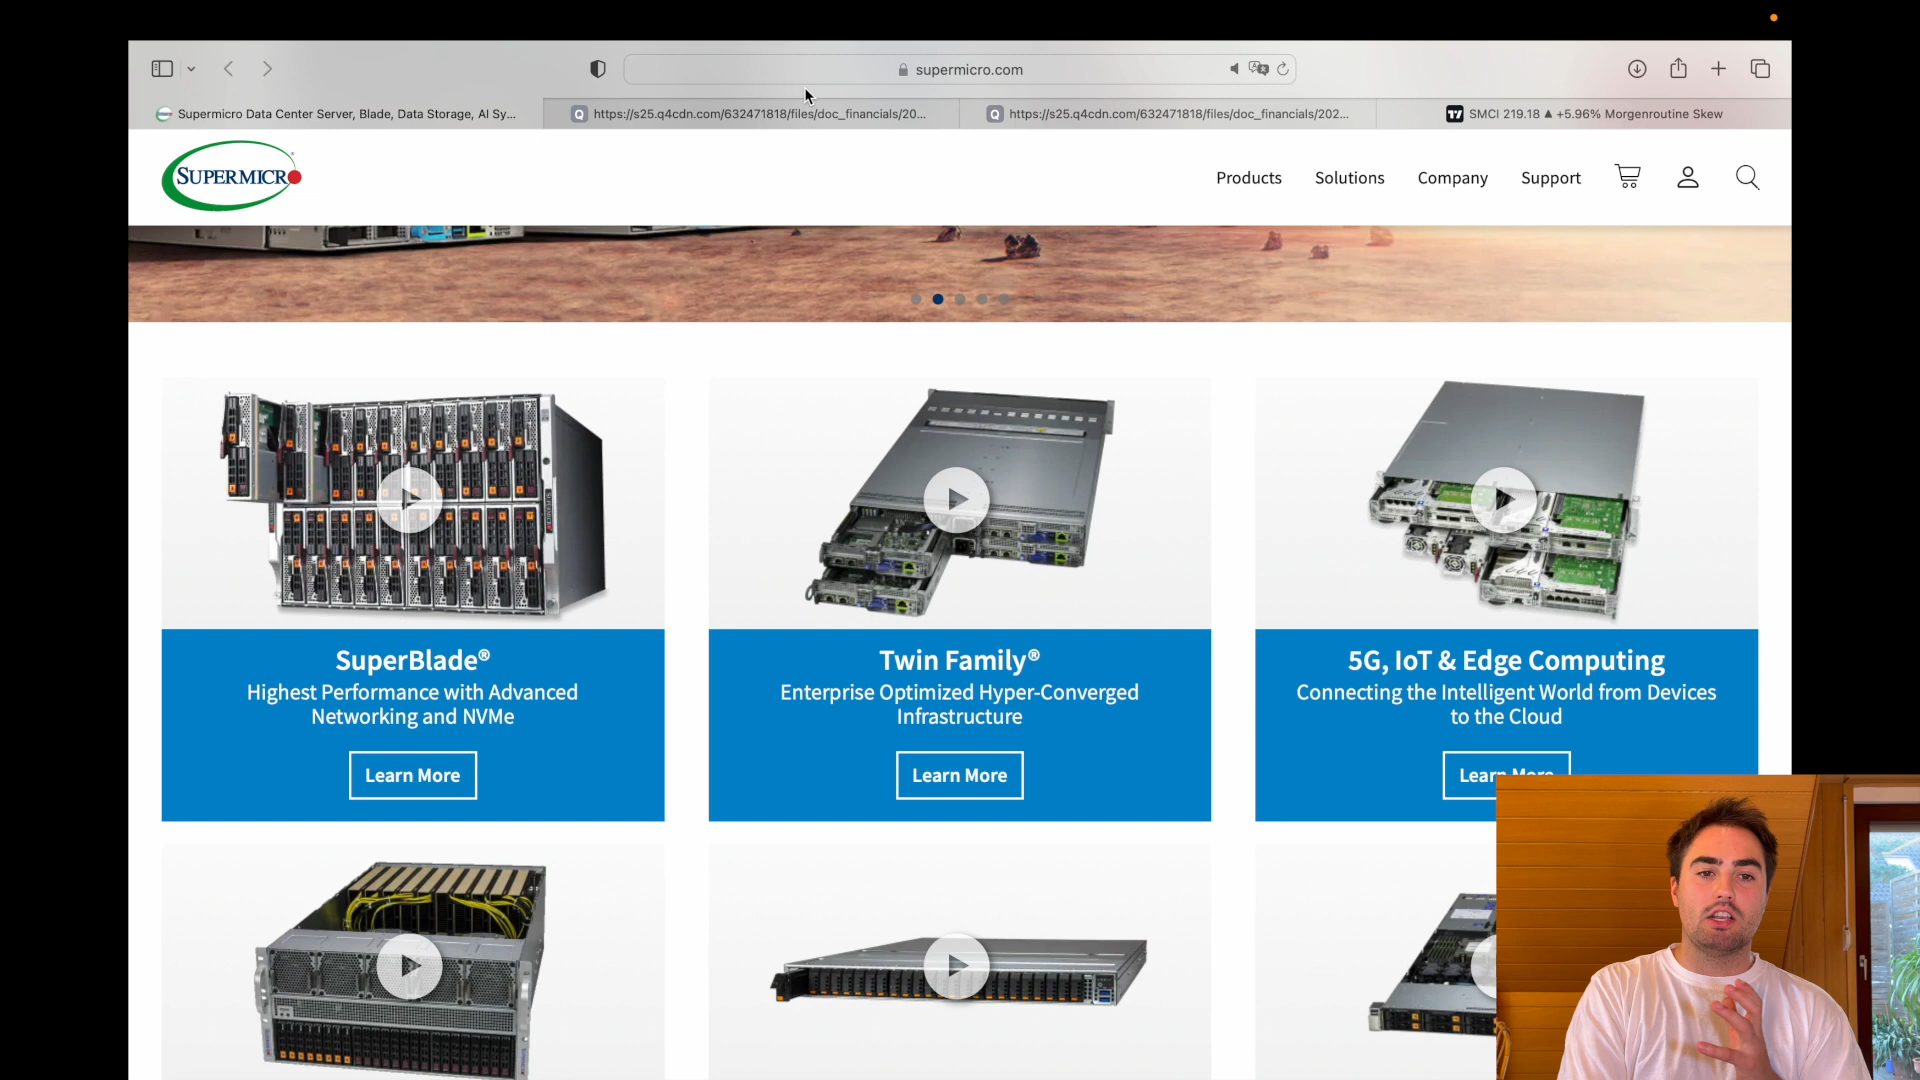 supermicro.com
Supermicro Data Center Server, Blade, Data Storage, AI Sy...
https://s25.q4cdn.com/632471818/files/doc_financials/20...
https://s25.q4cdn.com/632471818/files/doc_financials/202...
SMCI 219.18 ▲ +5.96% Morgenroutine Skew
SUPERMICRO
Products
Solutions
Company
Support
SuperBlade®
Highest Performance with Advanced
Networking and NVMe
Learn More
Twin Family®
Enterprise Optimized Hyper-Converged
Infrastructure
Learn More
5G, IoT & Edge Computing
Connecting the Intelligent World from Devices
to the Cloud
Learn More